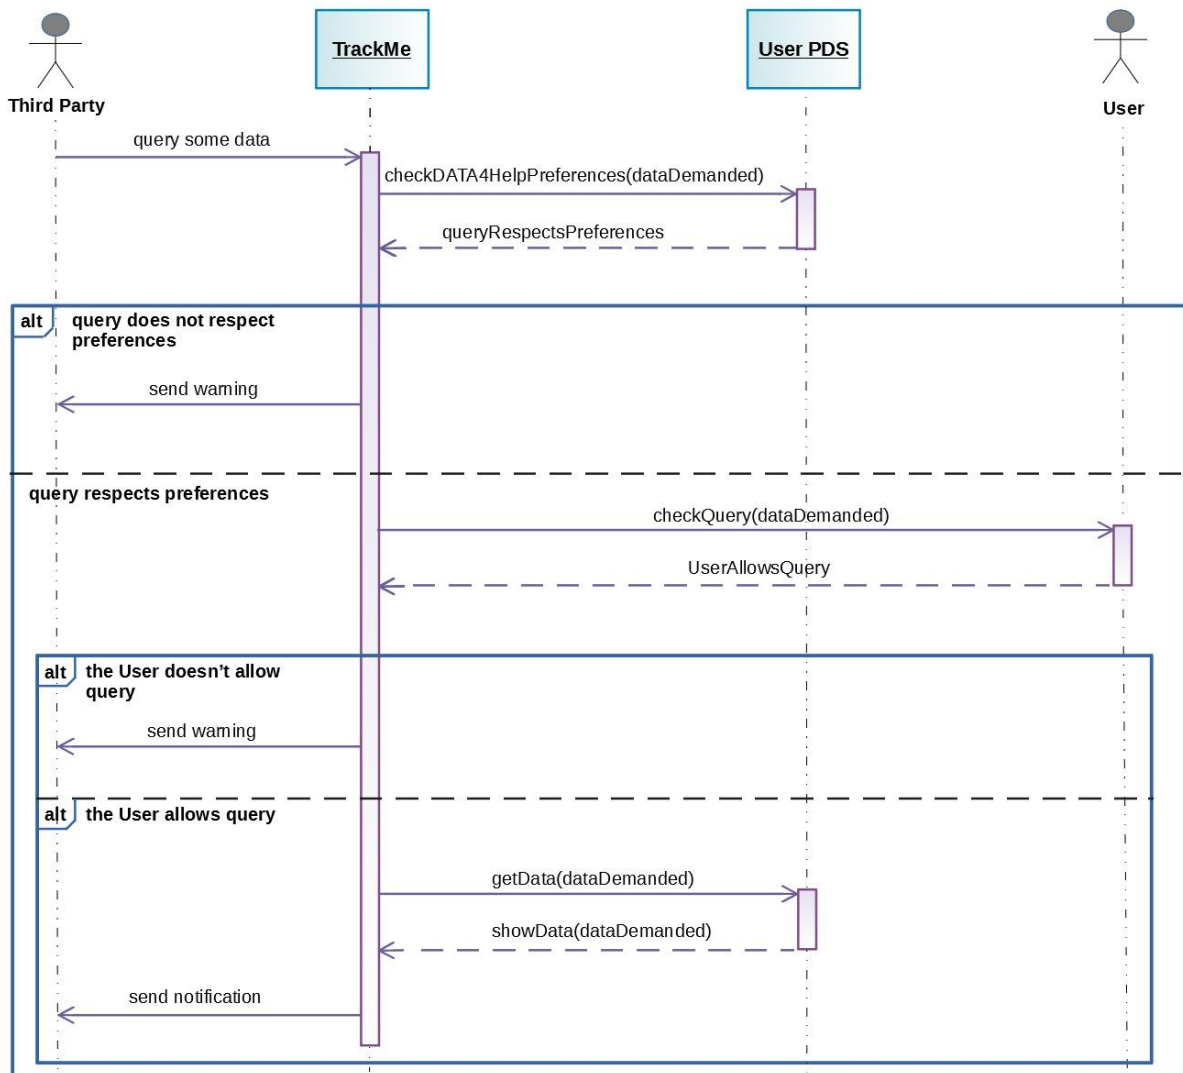 TrackMe
User PDS
Third Party
User
query some data
checkDATA4HelpPreferences(dataDemanded)
queryRespectsPreferences
alt
query does not respect
preferences
send warning
query respects preferences
checkQuery(dataDemanded)
UserAllowsQuery
alt
the User doesn’t allow
query
send warning
alt
the User allows query
getData(dataDemanded)
showData(dataDemanded)
send notification